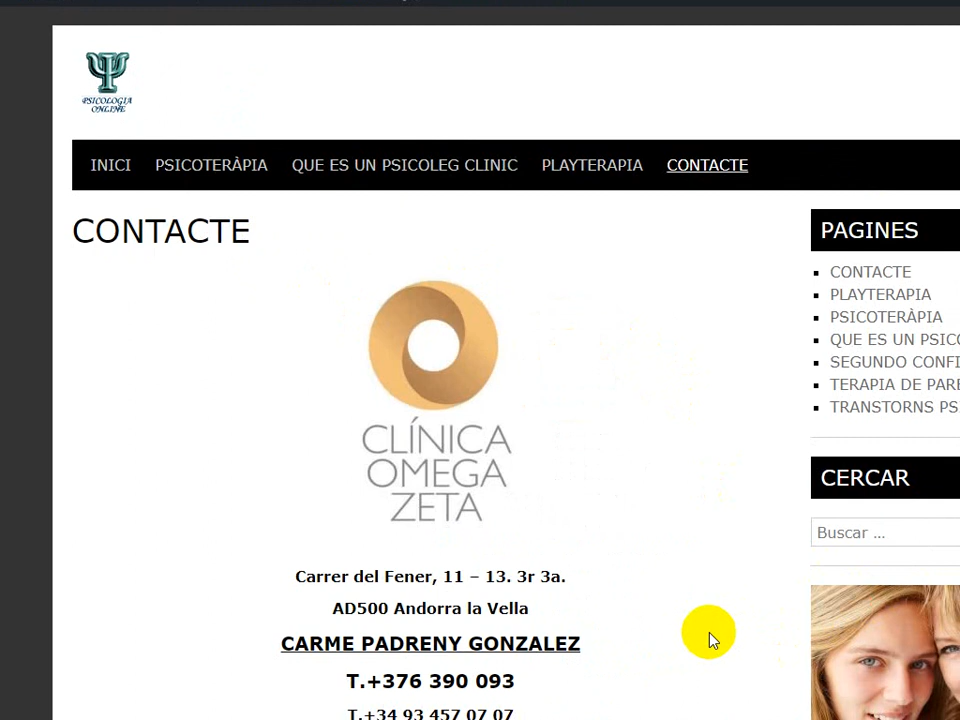 PSICOLOGIA
ONLINE
INICI PSICOTERÀPIA QUE ES UN PSICOLEG CLINIC PLAYTERAPIA CONTACTE
CONTACTE
CLÍNICA
OMEGA
ZETA
Carrer del Fener, 11 – 13. 3r 3a.
AD500 Andorra la Vella
CARME PADRENY GONZALEZ
T.+376 390 093
T.+34 93 457 07 07
PAGINES
CONTACTE
PLAYTERAPIA
PSICOTERÀPIA
QUE ES UN PSICO
SEGUNDO CONFI
TERAPIA DE PARE
TRANSTORNS PS
CERCAR
Buscar ...